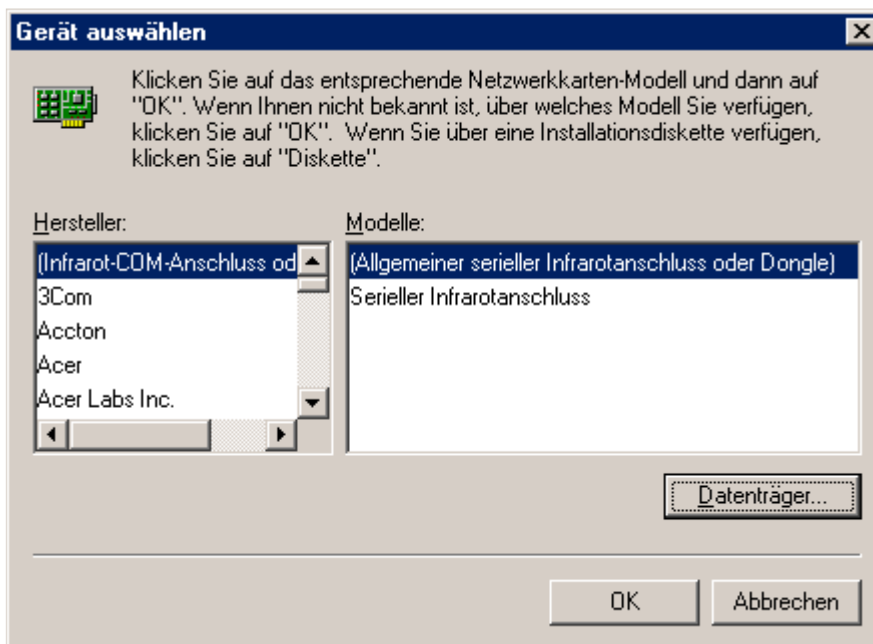 Gerät auswählen
Klicken Sie auf das entsprechende Netzwerkkarten-Modell und dann auf
"OK". Wenn Ihnen nicht bekannt ist, über welches Modell Sie verfügen,
klicken Sie auf "OK". Wenn Sie über eine Installationsdiskette verfügen,
klicken Sie auf "Diskette".
Hersteller:
(Infrarot-COM-Anschluss od
3Com
Accton
Acer
Acer Labs Inc.
Modelle:
(Allgemeiner serieller Infrarotanschluss oder Dongle)
Serieller Infrarotanschluss
Datenträger...
OK
Abbrechen